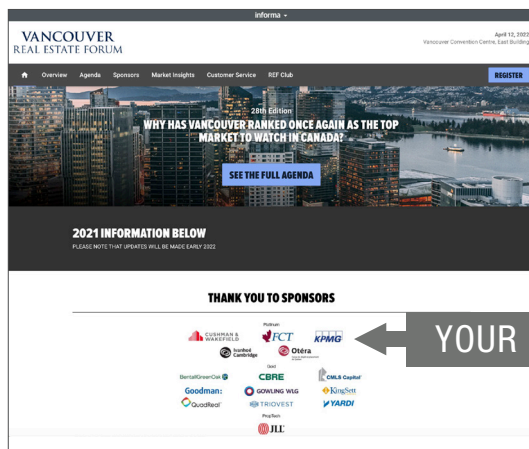 informa
VANCOUVER
REAL ESTATE FORUM
April 12, 2022
Vancouver Convention Centre, East Building
Overview Agenda Sponsors Market Insights Customer Service REF Club
REGISTER
28th Edition
WHY HAS VANCOUVER RANKED ONCE AGAIN AS THE TOP
MARKET TO WATCH IN CANADA?
SEE THE FULL AGENDA
2021 INFORMATION BELOW
PLEASE NOTE THAT UPDATES WILL BE MADE EARLY 2022
THANK YOU TO SPONSORS
Platinum
CUSHMAN &
WAKEFIELD
FCT
KPMG
YOUR
Ivanhoé
Cambridge
Otéra
Gold
BentallGreenOak
CBRE
CMLS Capital
Goodman:
GOWLING WLG
KingSett
QuadReal
TRIOVEST
YARDI
PropTech
JLL